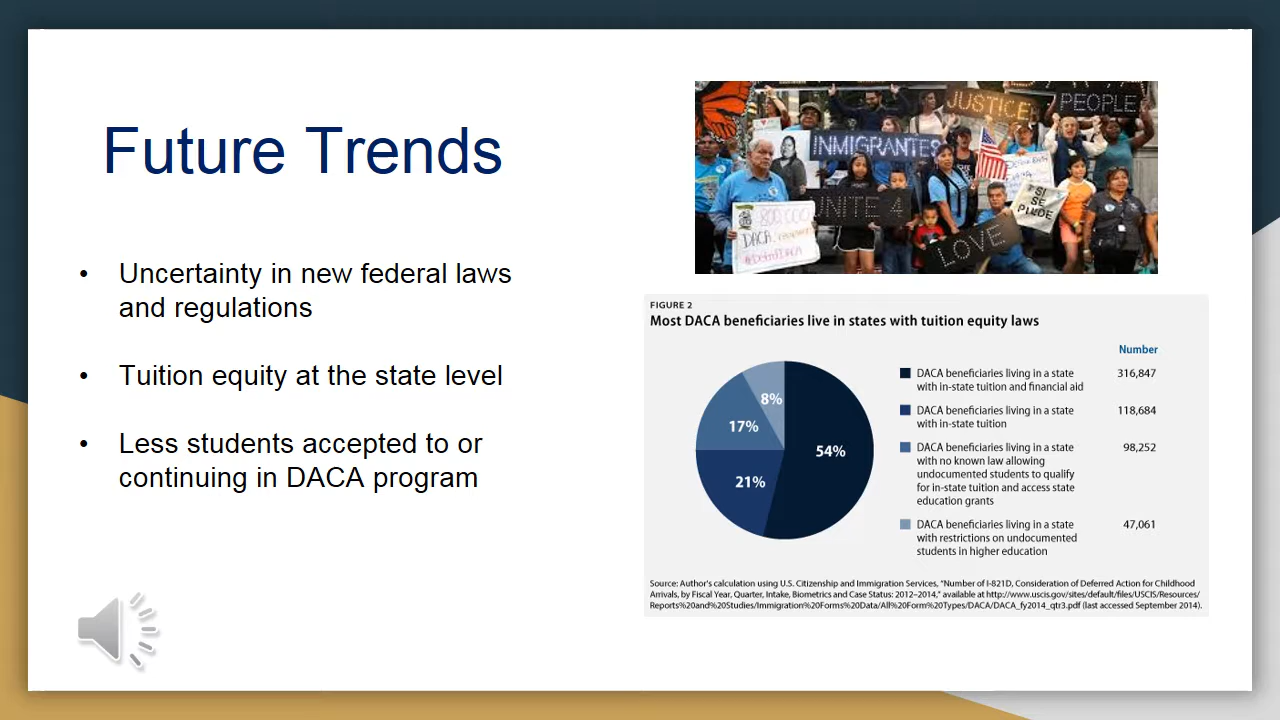 Future Trends
• Uncertainty in new federal laws
and regulations
• Tuition equity at the state level
• Less students accepted to or
continuing in DACA program
JUSTICE
PEOPLE
INMIGRANTES
UNITE 4
800,000
DACA
SI
SE
PUEDE
LOVE
FIGURE 2
Most DACA beneficiaries live in states with tuition equity laws
Number
8%
17%
54%
21%
DACA beneficiaries living in a state
with in-state tuition and financial aid
316,847
DACA beneficiaries living in a state
with in-state tuition
118,684
DACA beneficiaries living in a state
with no known law allowing
undocumented students to qualify
for in-state tuition and access state
education grants
98,252
DACA beneficiaries living in a state
with restrictions on undocumented
students in higher education
47,061
Source: Author's calculation using U.S. Citizenship and Immigration Services, "Number of I-821D, Consideration of Deferred Action for Childhood
Arrivals, by Fiscal Year, Quarter, Intake, Biometrics and Case Status: 2012–2014," available at http://www.uscis.gov/sites/default/files/USCIS/Resources/
Reports%20and%20Studies/Immigration%20Forms%20Data/All%20Form%20Types/DACA/DACA_fy2014_qtr3.pdf (last accessed September 2014).